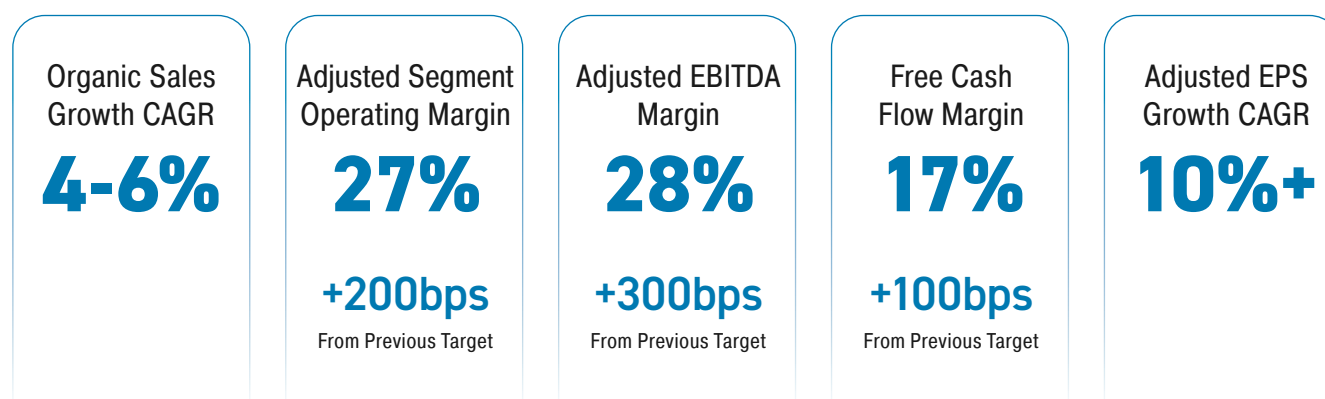 Organic Sales
Growth CAGR
4-6%
Adjusted Segment
Operating Margin
27%
+200bps
From Previous Target
Adjusted EBITDA
Margin
28%
+300bps
From Previous Target
Free Cash
Flow Margin
17%
+100bps
From Previous Target
Adjusted EPS
Growth CAGR
10%+